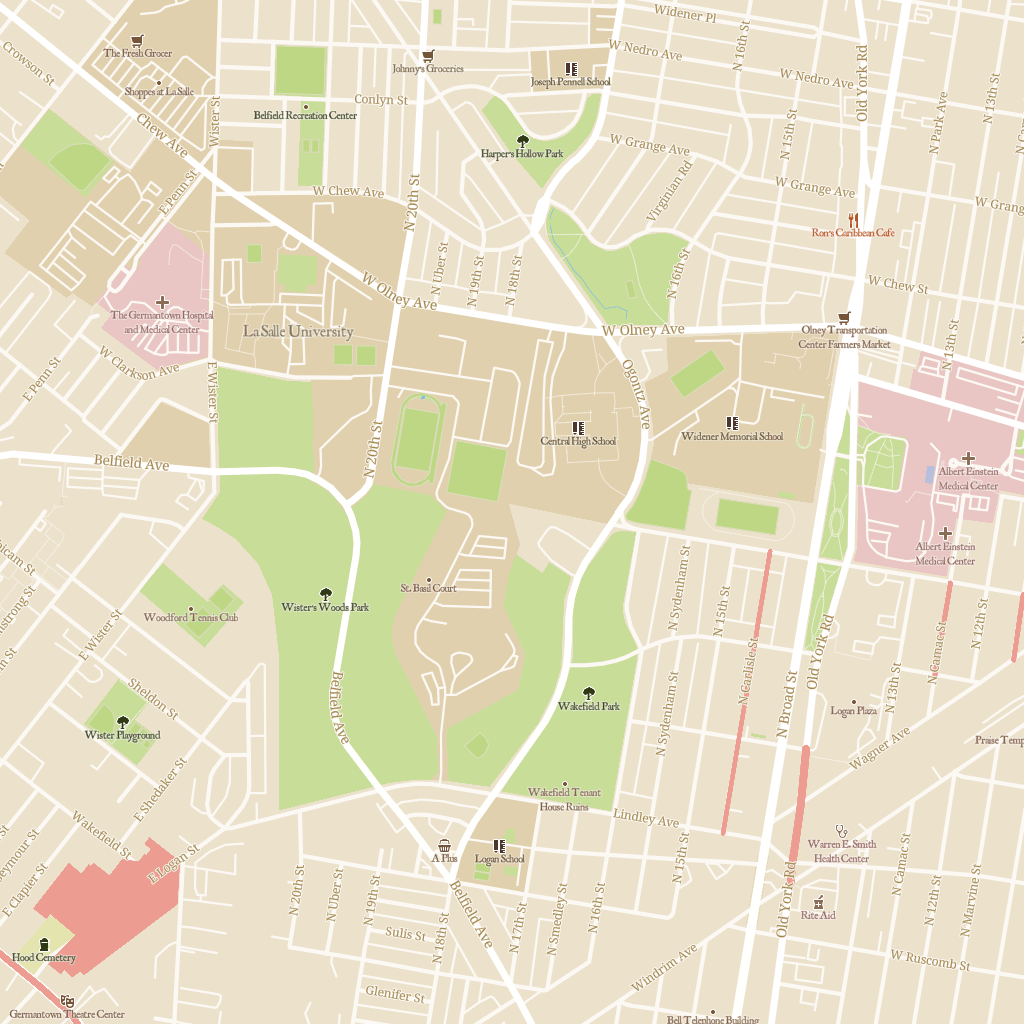 Widener Pl
N 16th St
Old York Rd
W Nedro Ave
W Nedro Ave
The Fresh Grocer
Crowson St
Johnny's Groceries
Joseph Pennell School
Shoppes at La Salle
Conlyn St
Belfield Recreation Center
Wister St
Chew Ave
N 15th St
N Park Ave
N 13th St
Harper's Hollow Park
W Grange Ave
W Grange Ave
Virginian Rd
W Chew Ave
E Penn St
N 20th St
Ron's Caribbean Cafe
N Uber St
N 19th St
N 18th St
N 16th St
W Chew St
W Olney Ave
The Germantown Hospital
and Medical Center
La Salle University
W Olney Ave
Olney Transportation
Center Farmers Market
N 13th St
W Clarkson Ave
E Penn St
E Wister St
Ogontz Ave
N 20th St
Central High School
Widener Memorial School
Belfield Ave
Albert Einstein
Medical Center
Albert Einstein
Medical Center
St. Basil Court
Wister's Woods Park
Woodford Tennis Club
E Wister St
N Sydenham St
N 15th St
N Carlisle St
N Camac St
N 12th St
Old York Rd
N Broad St
N 13th St
Sheldon St
Wister Playground
Belfield Ave
Wakefield Park
N Sydenham St
Logan Plaza
Wagner Ave
E Shedaker St
Wakefield Tenant
House Ruins
Lindley Ave
Wakefield St
E Logan St
A Plus
Logan School
N 15th St
Warren E. Smith
Health Center
N Camac St
E Clapier St
N 20th St
N Uber St
N 19th St
Belfield Ave
N 18th St
N 17th St
N Smedley St
N 16th St
Old York Rd
Rite Aid
N 12th St
N Marvine St
Sulis St
Hood Cemetery
Windrim Ave
W Ruscomb St
Glenifer St
Germantown Theatre Center
Bell Telephone Building